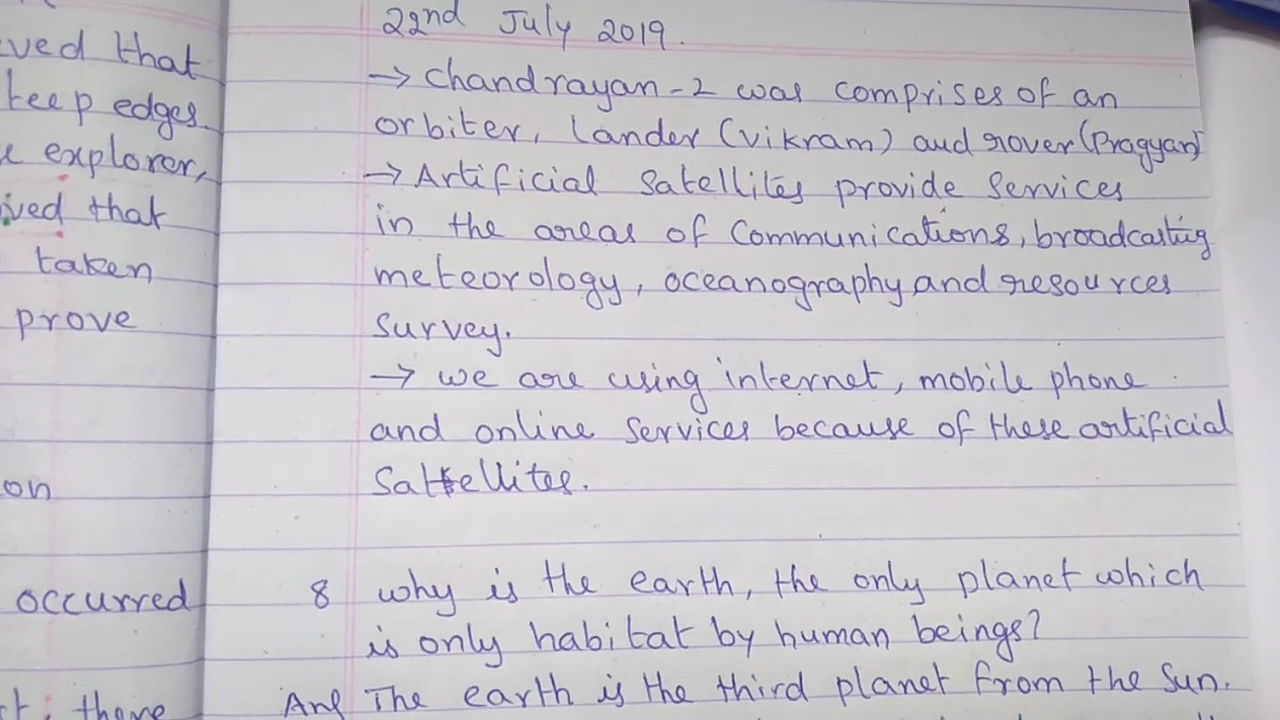 ved that
teep edges.
explorer,
ved that
taken
prove
on
occurred
there
22nd July 2019.
→ Chandrayan-2 was comprises of an
orbiter, Lander (Vikram) and rover (Pragyan)
→ Artificial Satellites provide services
in the areas of Communications, broadcasting
meteorology, oceanography and resources
survey.
→ we are using internet, mobile phone
and online services because of these artificial
Satellites.
8 why is the earth, the only planet which
is only habitat by human beings?
Ans The earth is the third planet from the Sun.